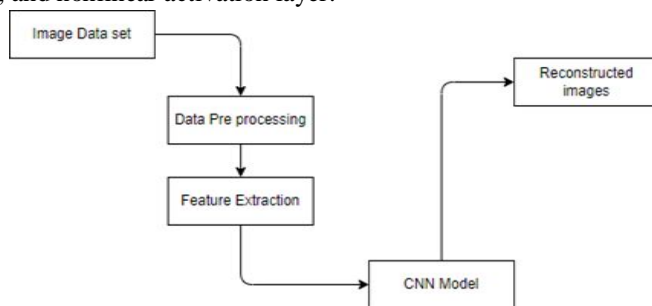 , and nonlinear activation layer.
Image Data set
Reconstructed
images
Data Pre processing
Feature Extraction
CNN Model